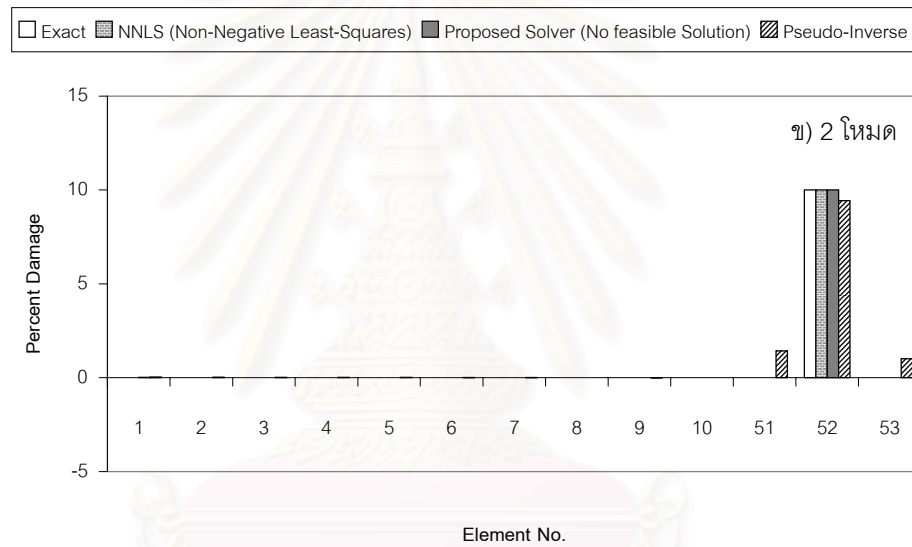 Exact NNLS (Non-Negative Least-Squares) Proposed Solver (No feasible Solution) Pseudo-Inverse
15
ข) 2 โหมด
10
5
0
-5
Percent Damage
1 2 3 4 5 6 7 8 9 10 51 52 53
Element No.